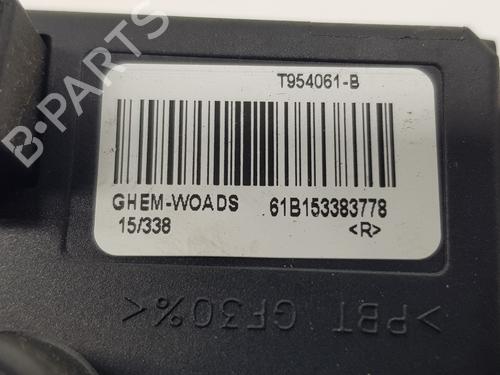 T954061-B
GHEM-WOADS 61B153383778
15/338 <R>
>PBT GF30%<
B-PARTS